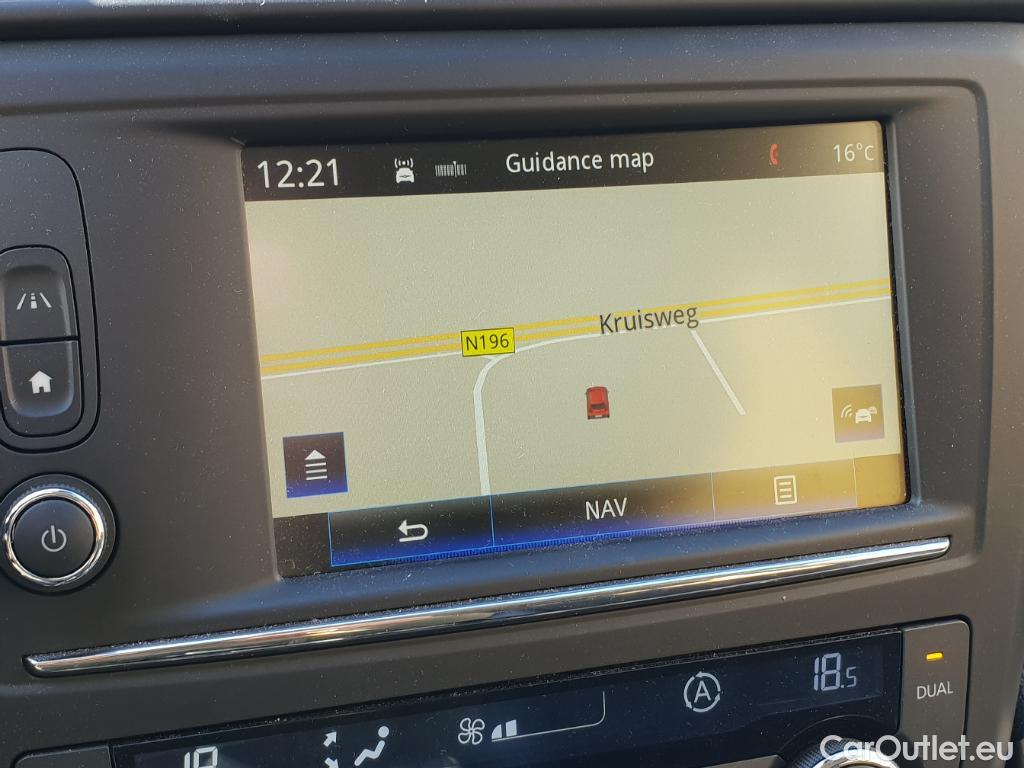 12:21 Guidance map 16°C
Kruisweg
N196
NAV
A 18.5
DUAL
CarOutlet.eu